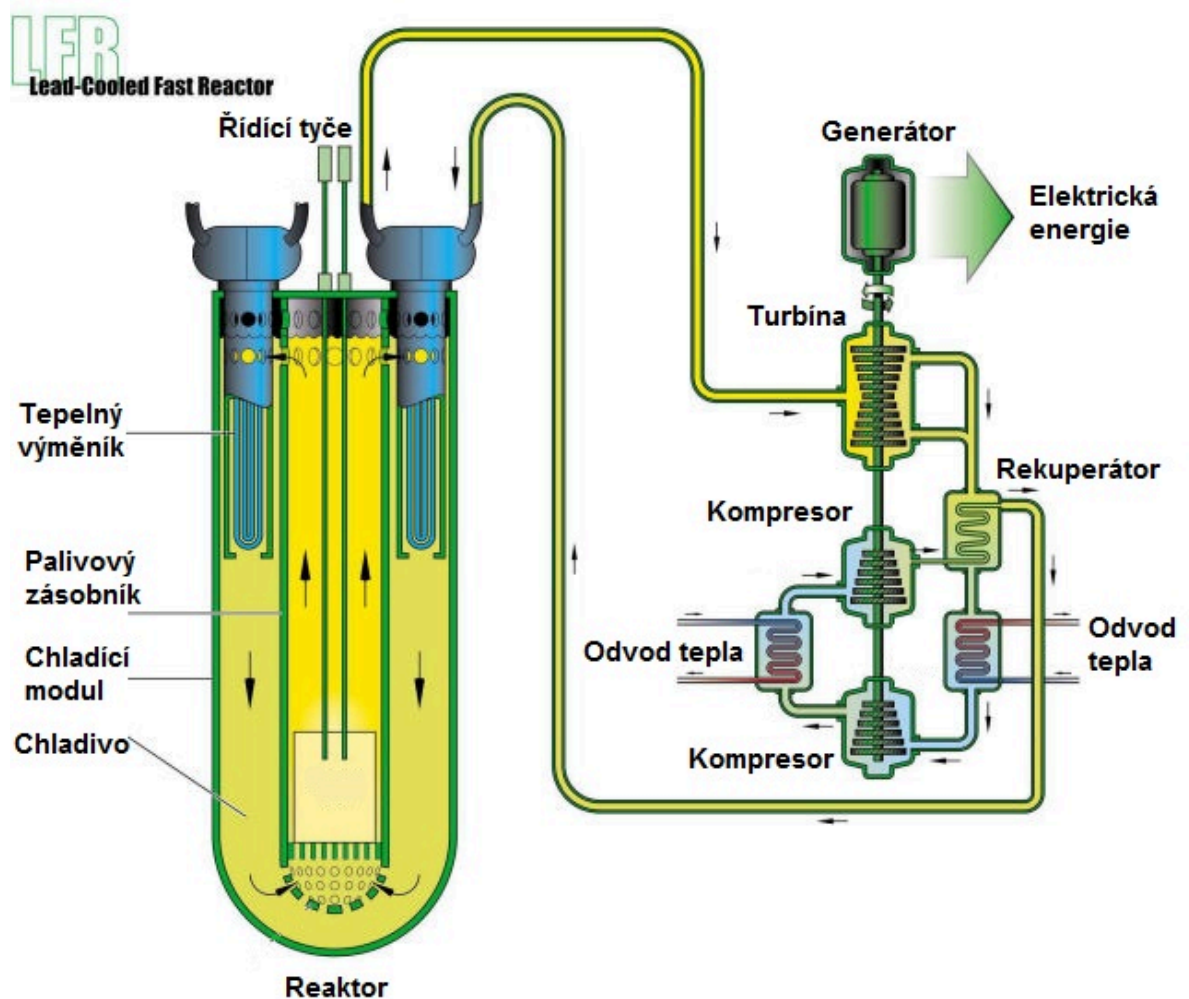 LFR
Lead-Cooled Fast Reactor
Řídící tyče
Generátor
Elektrická
energie
Turbína
Tepelný
výměník
Rekuperátor
Kompresor
Palivový
zásobník
Odvod tepla
Odvod
tepla
Chladící
modul
Chladivo
Kompresor
Reaktor